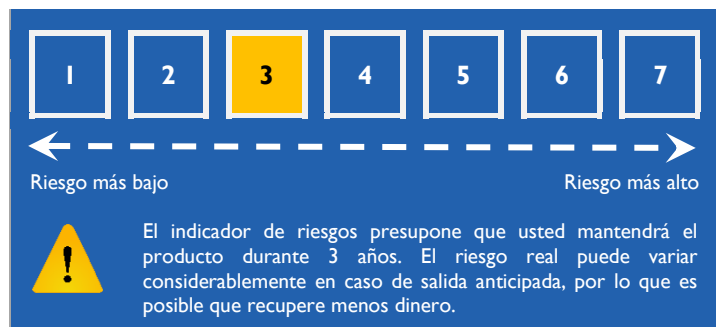 1 2 3 4 5 6 7
Riesgo más bajo Riesgo más alto
El indicador de riesgos presupone que usted mantendrá el
producto durante 3 años. El riesgo real puede variar
considerablemente en caso de salida anticipada, por lo que es
posible que recupere menos dinero.